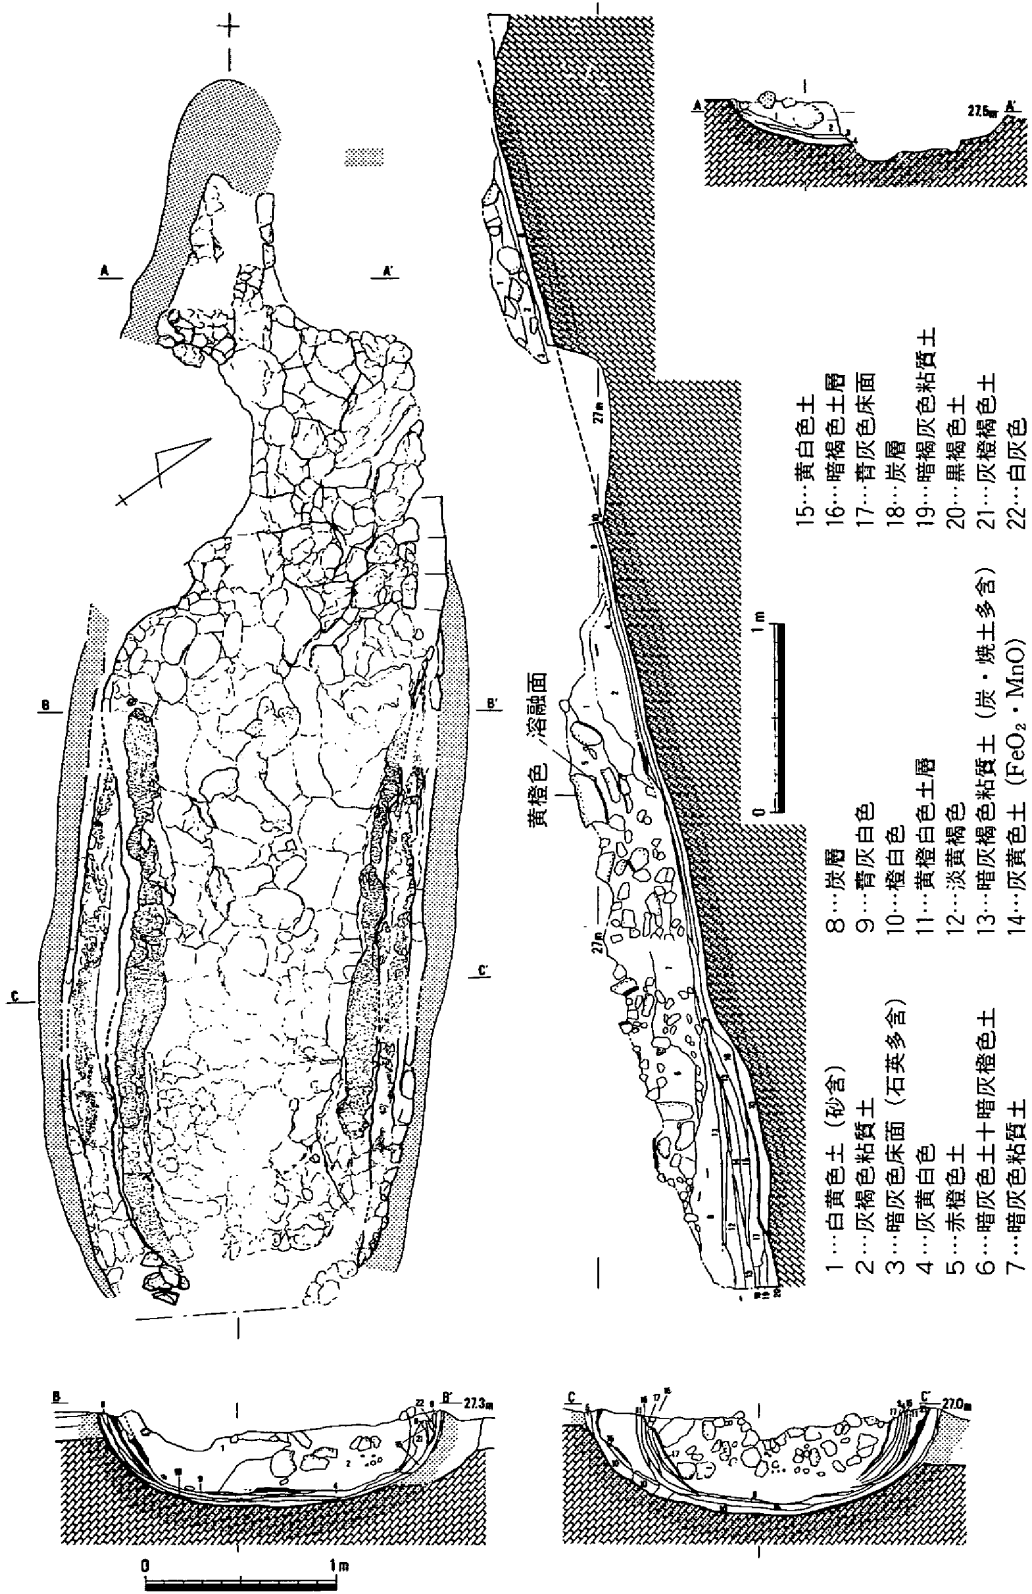 A
A'
27.5m
A
A'
27m
B
B'
黄橙色 溶融面
27m
C
C'
0
1m
1…白黄色土（砂含）
2…灰褐色粘質土
3…暗灰色床面（石英多含）
4…灰黄白色
5…赤橙色土
6…暗灰色土十暗灰橙色土
7…暗灰色粘質土
8…炭層
9…青灰白色
10…橙白色
11…黄橙白色土層
12…淡黄褐色
13…暗灰褐色粘質土（炭・焼土多含）
14…灰黄色土（FeO₂・MnO）
15…黄白色土
16…暗褐色土層
17…青灰色床面
18…炭層
19…暗褐灰色粘質土
20…黒褐色土
21…灰橙褐色土
22…白灰色
B
B'
27.3m
C
C'
27.0m
0
1m